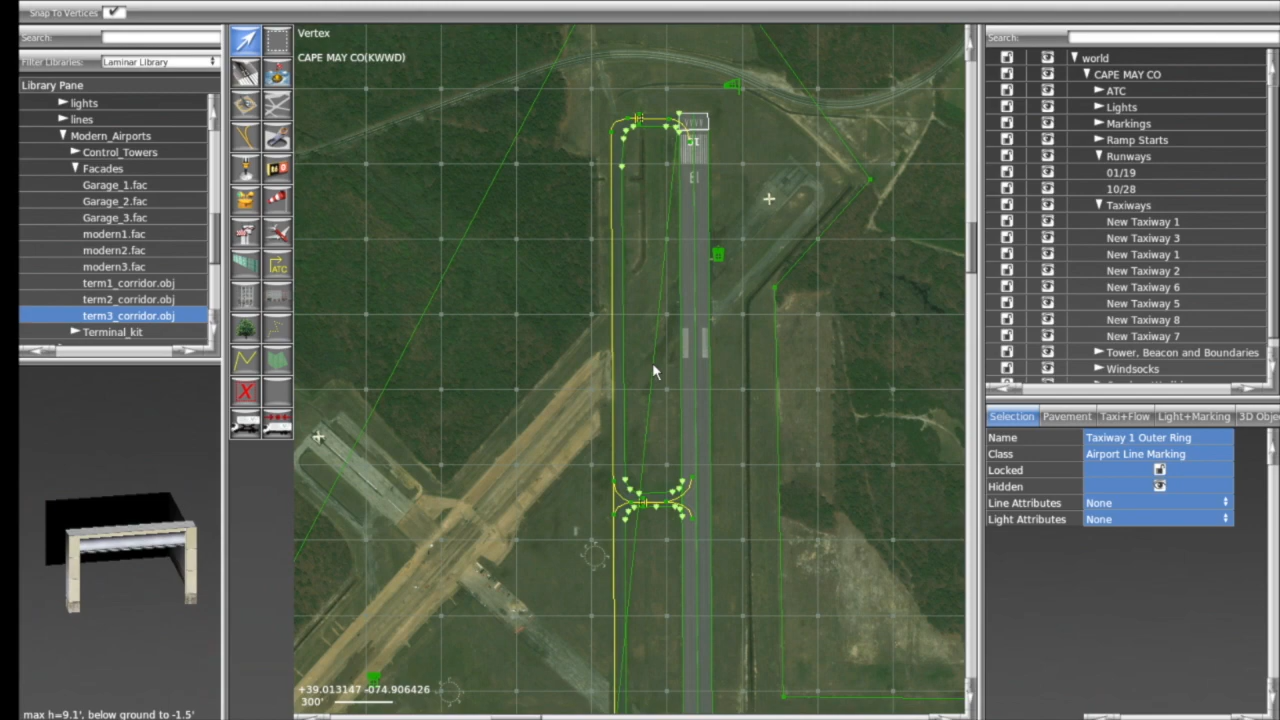 Snap To Vertices
Search:
Filter Libraries: Laminar Library
Library Pane
lights
lines
Modern_Airports
Control_Towers
Facades
Garage_1.fac
Garage_2.fac
Garage_3.fac
modern1.fac
modern2.fac
modern3.fac
term1_corridor.obj
term2_corridor.obj
term3_corridor.obj
Terminal_kit
max h=9.1', below ground to -1.5'
ATC
Vertex
CAPE MAY CO(KWWD)
+39.013147 -074.906426
300'
Search:
world
CAPE MAY CO
ATC
Lights
Markings
Ramp Starts
Runways
01/19
10/28
Taxiways
New Taxiway 1
New Taxiway 3
New Taxiway 1
New Taxiway 2
New Taxiway 6
New Taxiway 5
New Taxiway 8
New Taxiway 7
Tower, Beacon and Boundaries
Windsocks
Selection Pavement Taxi+Flow Light+Marking 3D Obje
Name Taxiway 1 Outer Ring
Class Airport Line Marking
Locked
Hidden
Line Attributes None
Light Attributes None